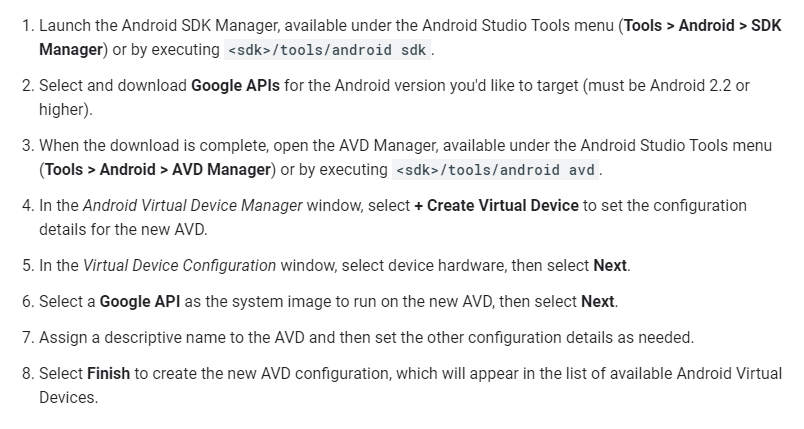 1. Launch the Android SDK Manager, available under the Android Studio Tools menu (Tools > Android > SDK
Manager) or by executing <sdk>/tools/android sdk .
2. Select and download Google APIs for the Android version you'd like to target (must be Android 2.2 or
higher).
3. When the download is complete, open the AVD Manager, available under the Android Studio Tools menu
(Tools > Android > AVD Manager) or by executing <sdk>/tools/android avd .
4. In the Android Virtual Device Manager window, select + Create Virtual Device to set the configuration
details for the new AVD.
5. In the Virtual Device Configuration window, select device hardware, then select Next.
6. Select a Google API as the system image to run on the new AVD, then select Next.
7. Assign a descriptive name to the AVD and then set the other configuration details as needed.
8. Select Finish to create the new AVD configuration, which will appear in the list of available Android Virtual
Devices.